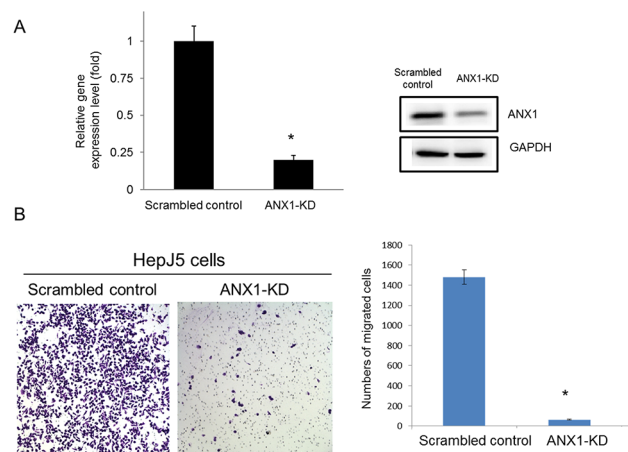 A
Relative gene
expression level (fold)
1
0.75
0.5
0.25
0
*
Scrambled control
ANX1-KD
Scrambled
control
ANX1-KD
ANX1
GAPDH
B
HepJ5 cells
Scrambled control
ANX1-KD
Numbers of migrated cells
1800
1600
1400
1200
1000
800
600
400
200
0
*
Scrambled control
ANX1-KD